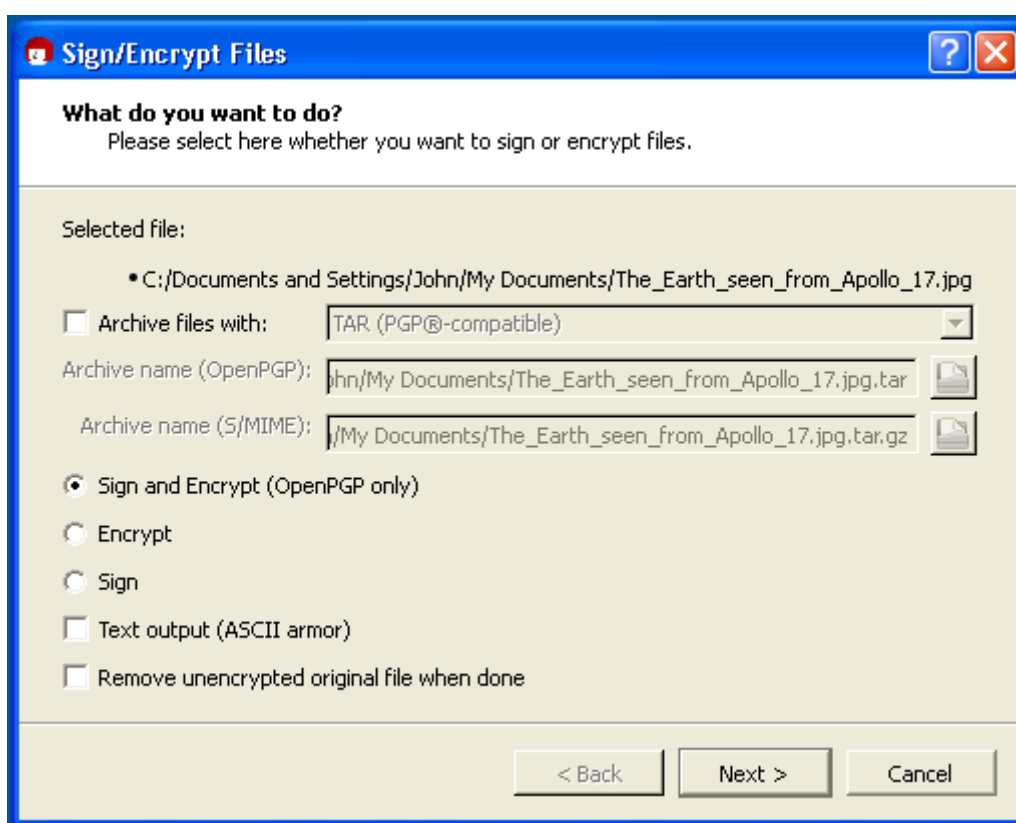 Sign/Encrypt Files
What do you want to do?
Please select here whether you want to sign or encrypt files.
Selected file:
• C:/Documents and Settings/John/My Documents/The_Earth_seen_from_Apollo_17.jpg
Archive files with: TAR (PGP®-compatible)
Archive name (OpenPGP): ohn/My Documents/The_Earth_seen_from_Apollo_17.jpg.tar
Archive name (S/MIME): /My Documents/The_Earth_seen_from_Apollo_17.jpg.tar.gz
Sign and Encrypt (OpenPGP only)
Encrypt
Sign
Text output (ASCII armor)
Remove unencrypted original file when done
< Back Next > Cancel